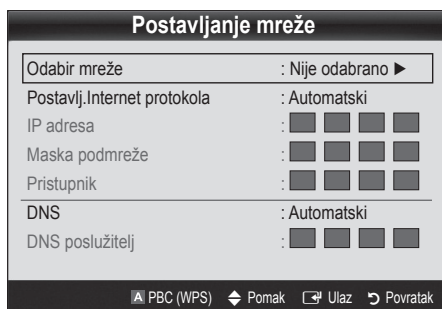 Postavljanje mreže
Odabir mreže : Nije odabrano ►
Postavlj.Internet protokola : Automatski
IP adresa :
Maska podmreže :
Pristupnik :
DNS : Automatski
DNS poslužitelj :
A PBC (WPS) Pomak Ulaz Povratak